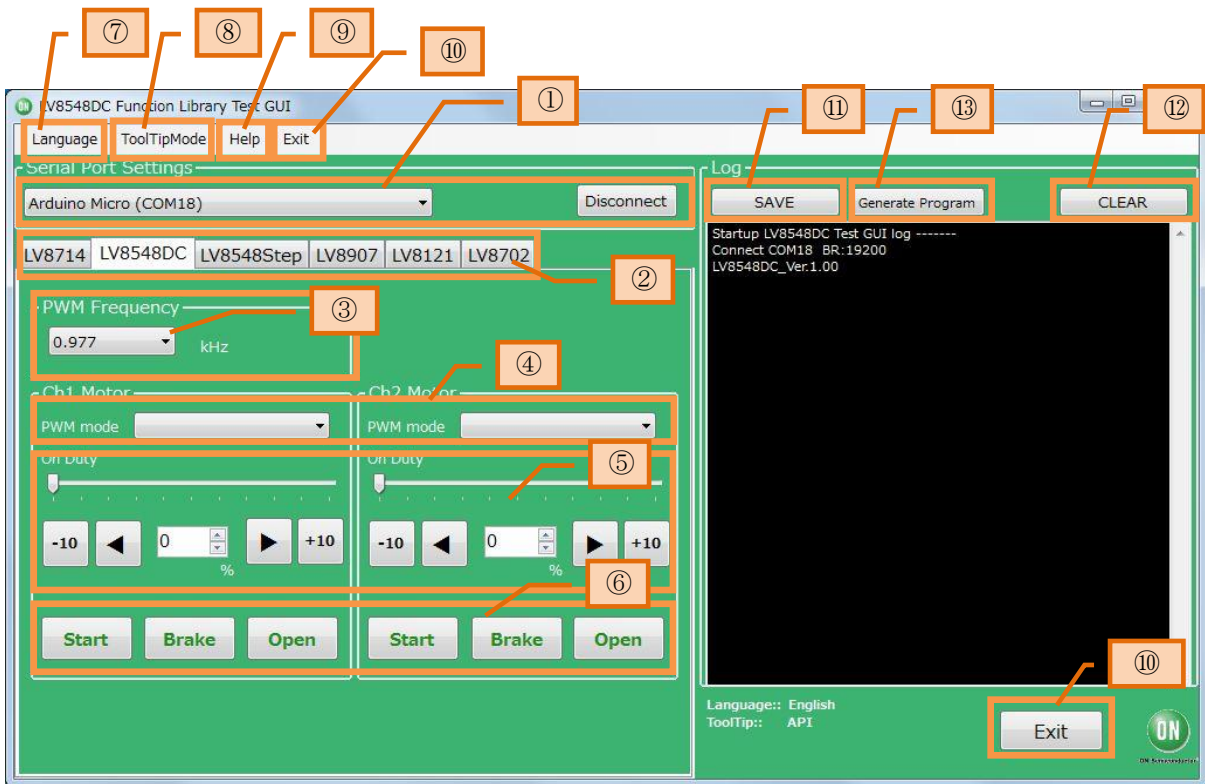 ⑦ ⑧ ⑨ ⑩
LV8548DC Function Library Test GUI
① ⑪ ⑬ ⑫
Language ToolTipMode Help Exit
Serial Port Settings
Arduino Micro (COM18) Disconnect
LV8714 LV8548DC LV8548Step LV8907 LV8121 LV8702
②
PWM Frequency
③
0.977 kHz
④
Ch1 Motor Ch2 Motor
PWM mode PWM mode
On Duty On Duty
⑤
-10 ◀ 0 ▶ +10 -10 ◀ 0 ▶ +10
% %
⑥
Start Brake Open Start Brake Open
Log
SAVE Generate Program CLEAR
Startup LV8548DC Test GUI log -------
Connect COM18 BR:19200
LV8548DC_Ver.1.00
⑩
Language:: English
ToolTip:: API
Exit
ON
ON Semiconductor